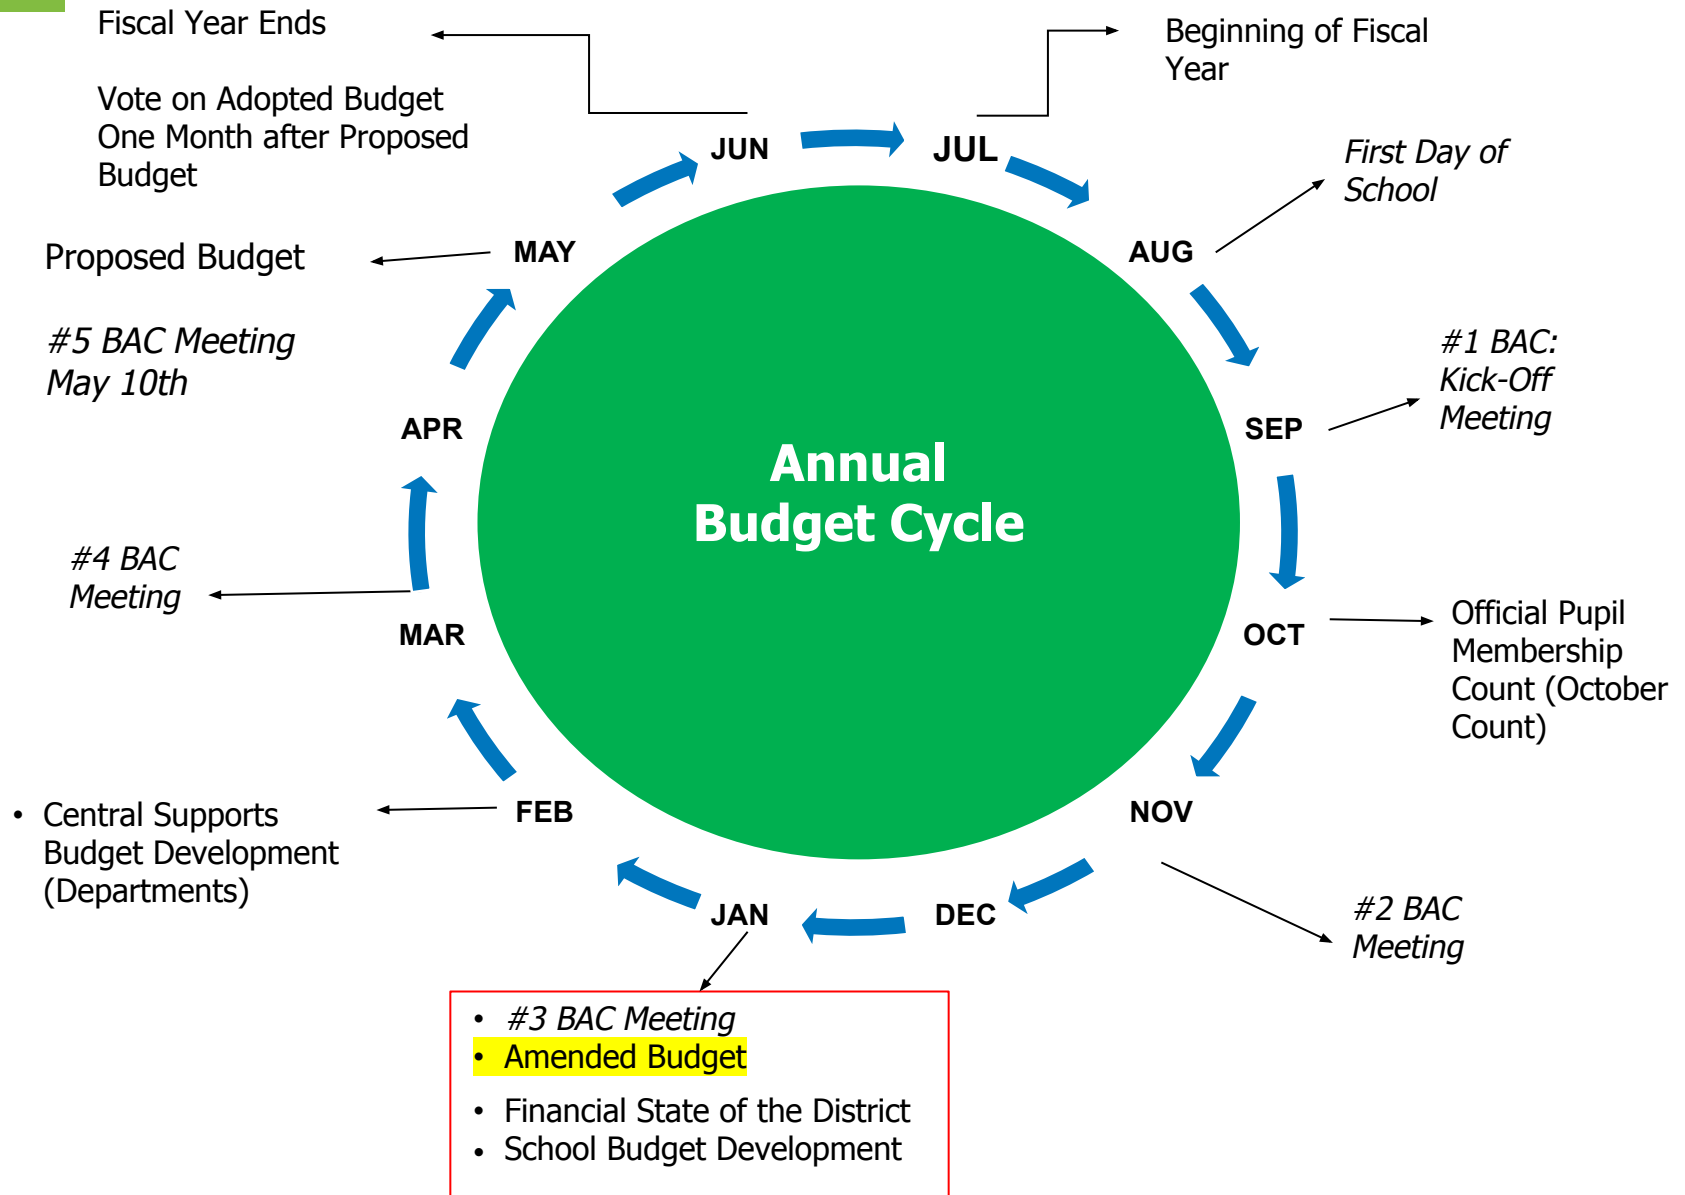 Fiscal Year Ends
Vote on Adopted Budget
One Month after Proposed
Budget
Beginning of Fiscal
Year
JUN
JUL
First Day of
School
Proposed Budget
MAY
AUG
#5 BAC Meeting
May 10th
#1 BAC:
Kick-Off
Meeting
APR
SEP
Annual
Budget Cycle
#4 BAC
Meeting
MAR
OCT
Official Pupil
Membership
Count (October
Count)
• Central Supports
Budget Development
(Departments)
FEB
NOV
JAN
DEC
#2 BAC
Meeting
• #3 BAC Meeting
• Amended Budget
• Financial State of the District
• School Budget Development